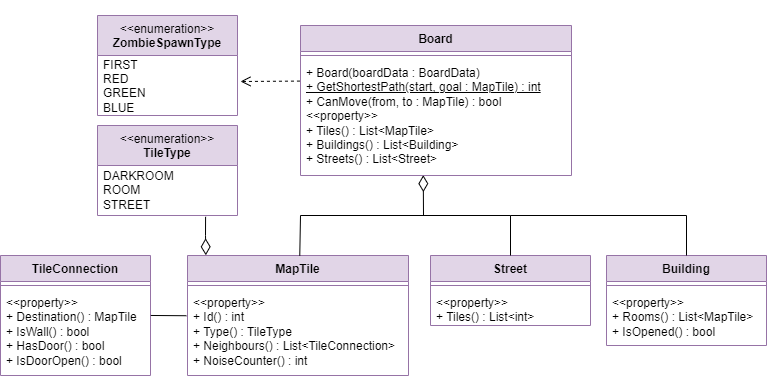 <<enumeration>>
ZombieSpawnType
FIRST
RED
GREEN
BLUE
Board
+ Board(boardData : BoardData)
+ GetShortestPath(start, goal : MapTile) : int
+ CanMove(from, to : MapTile) : bool
<<property>>
+ Tiles() : List<MapTile>
+ Buildings() : List<Building>
+ Streets() : List<Street>
<<enumeration>>
TileType
DARKROOM
ROOM
STREET
TileConnection
<<property>>
+ Destination() : MapTile
+ IsWall() : bool
+ HasDoor() : bool
+ IsDoorOpen() : bool
MapTile
<<property>>
+ Id() : int
+ Type() : TileType
+ Neighbours() : List<TileConnection>
+ NoiseCounter() : int
Street
<<property>>
+ Tiles() : List<int>
Building
<<property>>
+ Rooms() : List<MapTile>
+ IsOpened() : bool